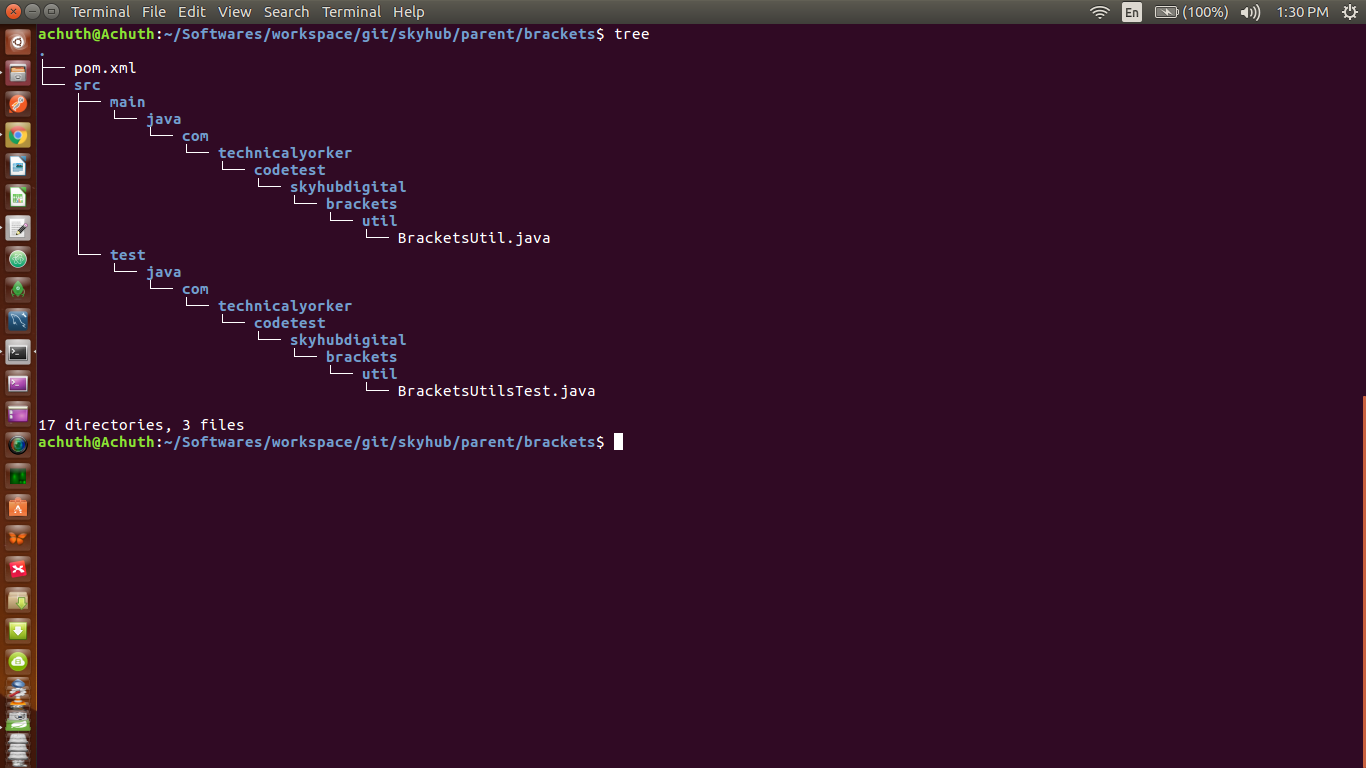 Terminal File Edit View Search Terminal Help En (100%) 1:30 PM
achuth@Achuth:~/Softwares/workspace/git/skyhub/parent/brackets$ tree
.
├── pom.xml
└── src
    ├── main
    │   └── java
    │       └── com
    │           └── technicalyorker
    │               └── codetest
    │                   └── skyhubdigital
    │                       └── brackets
    │                           └── util
    │                               └── BracketsUtil.java
    └── test
        └── java
            └── com
                └── technicalyorker
                    └── codetest
                        └── skyhubdigital
                            └── brackets
                                └── util
                                    └── BracketsUtilsTest.java
17 directories, 3 files
achuth@Achuth:~/Softwares/workspace/git/skyhub/parent/brackets$